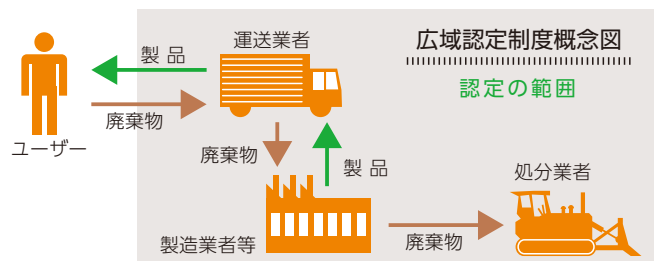 広域認定制度概念図
認定の範囲
運送業者
製 品
廃棄物
ユーザー
廃棄物
製 品
処分業者
製造業者等
廃棄物